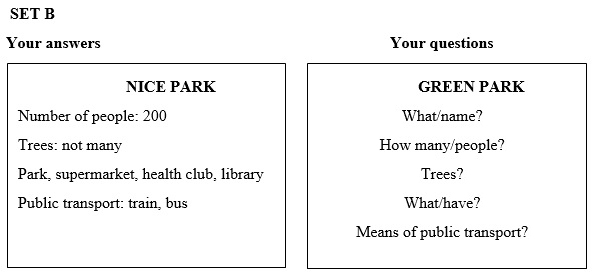 SET B
Your answers
NICE PARK
Number of people: 200
Trees: not many
Park, supermarket, health club, library
Public transport: train, bus
Your questions
GREEN PARK
What/name?
How many/people?
Trees?
What/have?
Means of public transport?